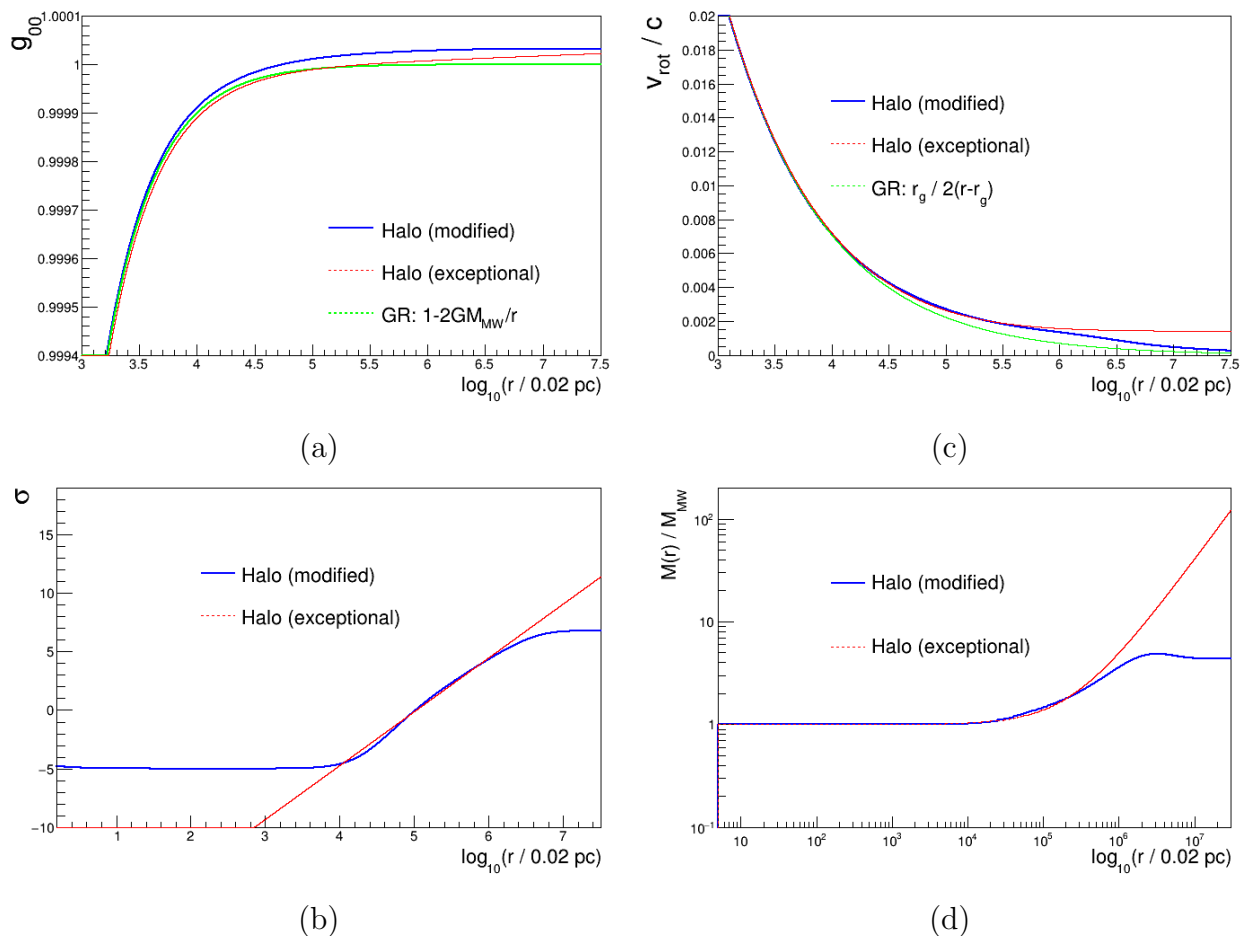 g₀₀
1.0001
1
0.9999
0.9998
0.9997
0.9996
0.9995
0.9994
Halo (modified)
Halo (exceptional)
GR: 1-2GM_MW/r
3 3.5 4 4.5 5 5.5 6 6.5 7 7.5
log₁₀(r / 0.02 pc)
(a)
v_rot / c
0.02
0.018
0.016
0.014
0.012
0.01
0.008
0.006
0.004
0.002
0
Halo (modified)
Halo (exceptional)
GR: r_g / 2(r-r_g)
3 3.5 4 4.5 5 5.5 6 6.5 7 7.5
log₁₀(r / 0.02 pc)
(c)
σ
15
10
5
0
−5
−10
Halo (modified)
Halo (exceptional)
1 2 3 4 5 6 7
log₁₀(r / 0.02 pc)
(b)
M(r) / M_MW
10²
10
1
10⁻¹
Halo (modified)
Halo (exceptional)
10 10² 10³ 10⁴ 10⁵ 10⁶ 10⁷
log₁₀(r / 0.02 pc)
(d)